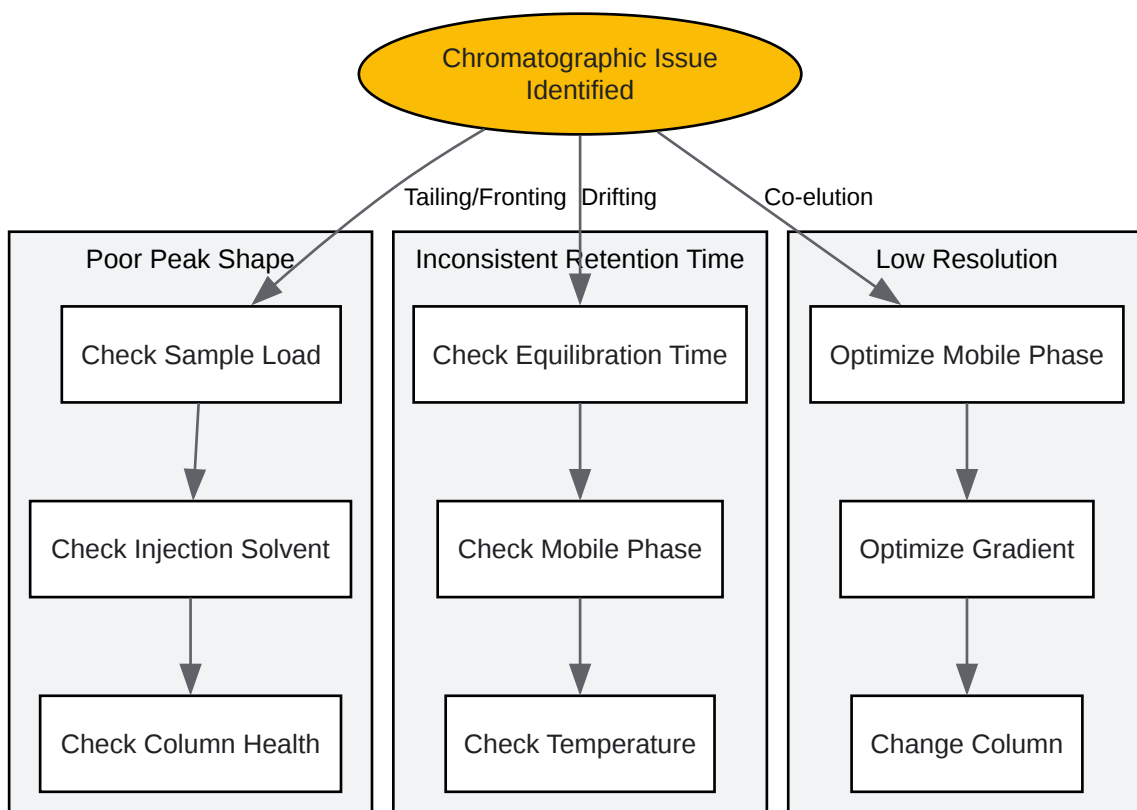 Chromatographic Issue
Identified
Tailing/Fronting
Drifting
Co-elution
Poor Peak Shape
Inconsistent Retention Time
Low Resolution
Check Sample Load
Check Equilibration Time
Optimize Mobile Phase
Check Injection Solvent
Check Mobile Phase
Optimize Gradient
Check Column Health
Check Temperature
Change Column